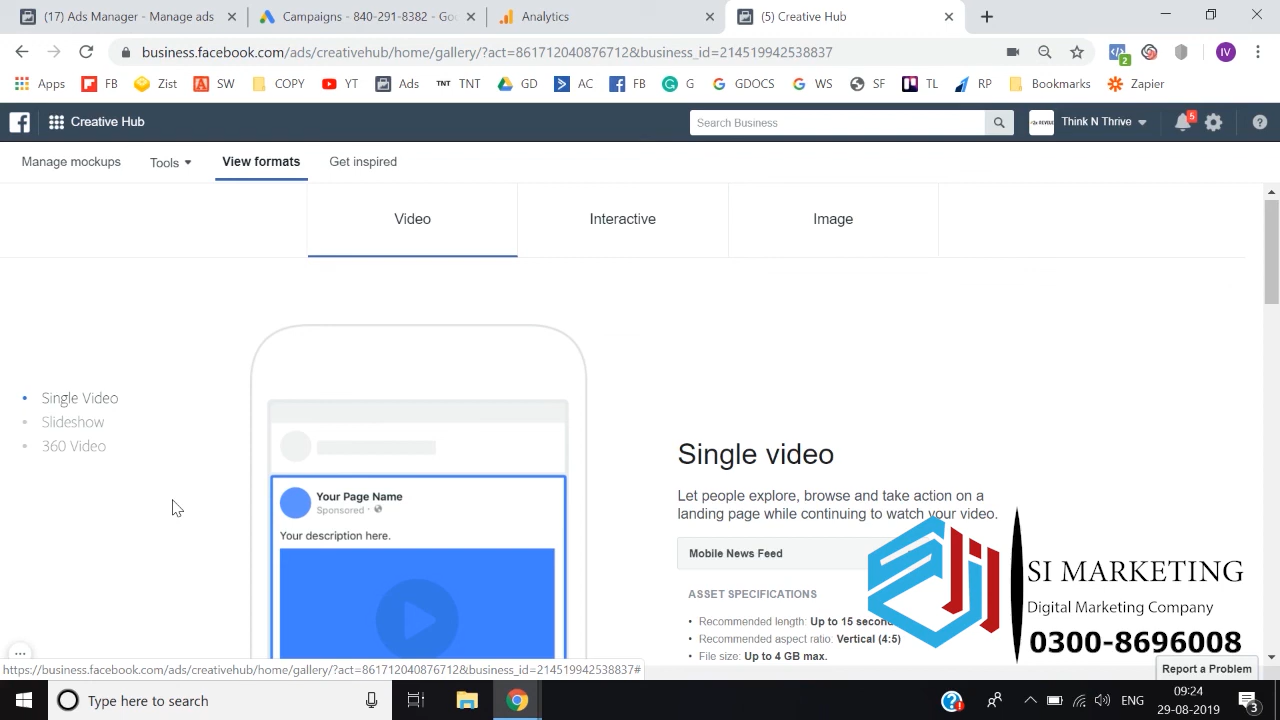 (17) Ads Manager - Manage ads
Campaigns - 840-291-8382 - Goo
Analytics
(5) Creative Hub
business.facebook.com/ads/creativehub/home/gallery/?act=861712040876712&business_id=214519942538837
2
IV
Apps FB Zist SW COPY YT Ads TNT TNT GD AC FB G GDOCS WS SF TL RP Bookmarks Zapier
Creative Hub
Search Business
Think N Thrive
5
Manage mockups Tools View formats Get inspired
Video Interactive Image
Single Video
Slideshow
360 Video
Your Page Name
Sponsored ·
Your description here.
Single video
Let people explore, browse and take action on a
landing page while continuing to watch your video.
Mobile News Feed
ASSET SPECIFICATIONS
• Recommended length: Up to 15 secon
• Recommended aspect ratio: Vertical (4:5)
• File size: Up to 4 GB max.
SI MARKETING
Digital Marketing Company
0300-8696008
...
https://business.facebook.com/ads/creativehub/home/gallery/?act=861712040876712&business_id=214519942538837#
Report a Problem
Type here to search
ENG
09:24
29-08-2019
3